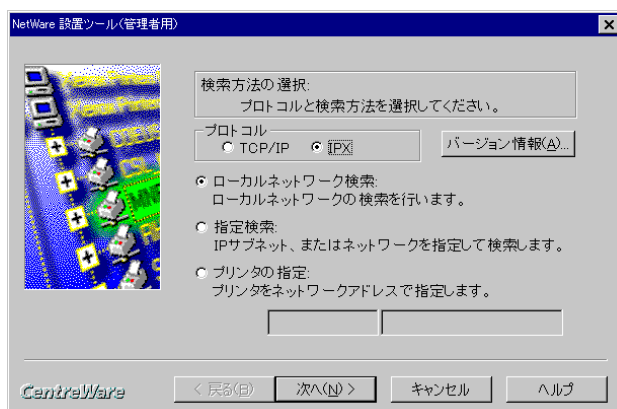 NetWare 設置ツール(管理者用)
検索方法の選択:
プロトコルと検索方法を選択してください。
プロトコル
TCP/IP
IPX
バージョン情報(A)...
ローカルネットワーク検索:
ローカルネットワークの検索を行います。
指定検索:
IPサブネット、またはネットワークを指定して検索します。
プリンタの指定:
プリンタをネットワークアドレスで指定します。
CentreWare
< 戻る(B)
次へ(N) >
キャンセル
ヘルプ